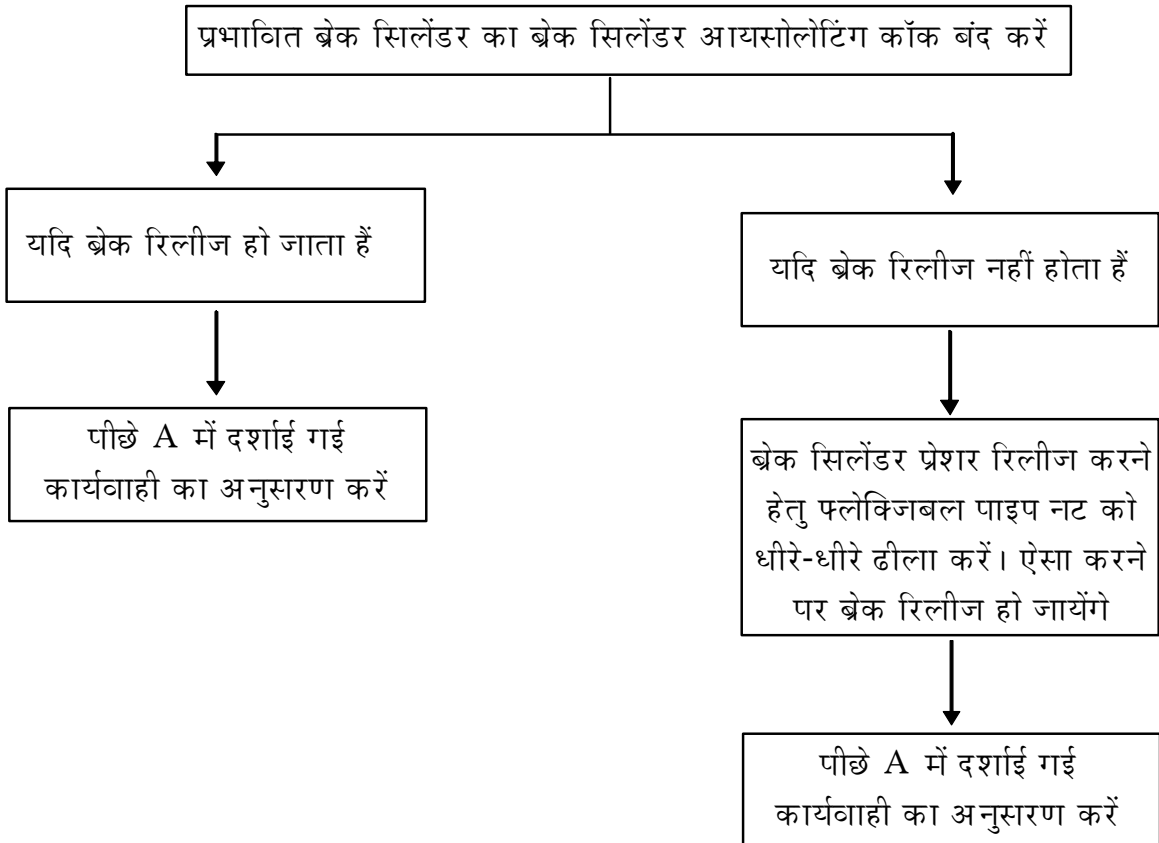 प्रभावित ब्रेक सिलेंडर का ब्रेक सिलेंडर आयसोलेटिंग कॉक बंद करें
यदि ब्रेक रिलीज हो जाता हैं
यदि ब्रेक रिलीज नहीं होता हैं
पीछे A में दर्शाई गई
कार्यवाही का अनुसरण करें
ब्रेक सिलेंडर प्रेशर रिलीज करने
हेतु फ्लेक्जिबल पाइप नट को
धीरे-धीरे ढीला करें। ऐसा करने
पर ब्रेक रिलीज हो जायेंगे
पीछे A में दर्शाई गई
कार्यवाही का अनुसरण करें